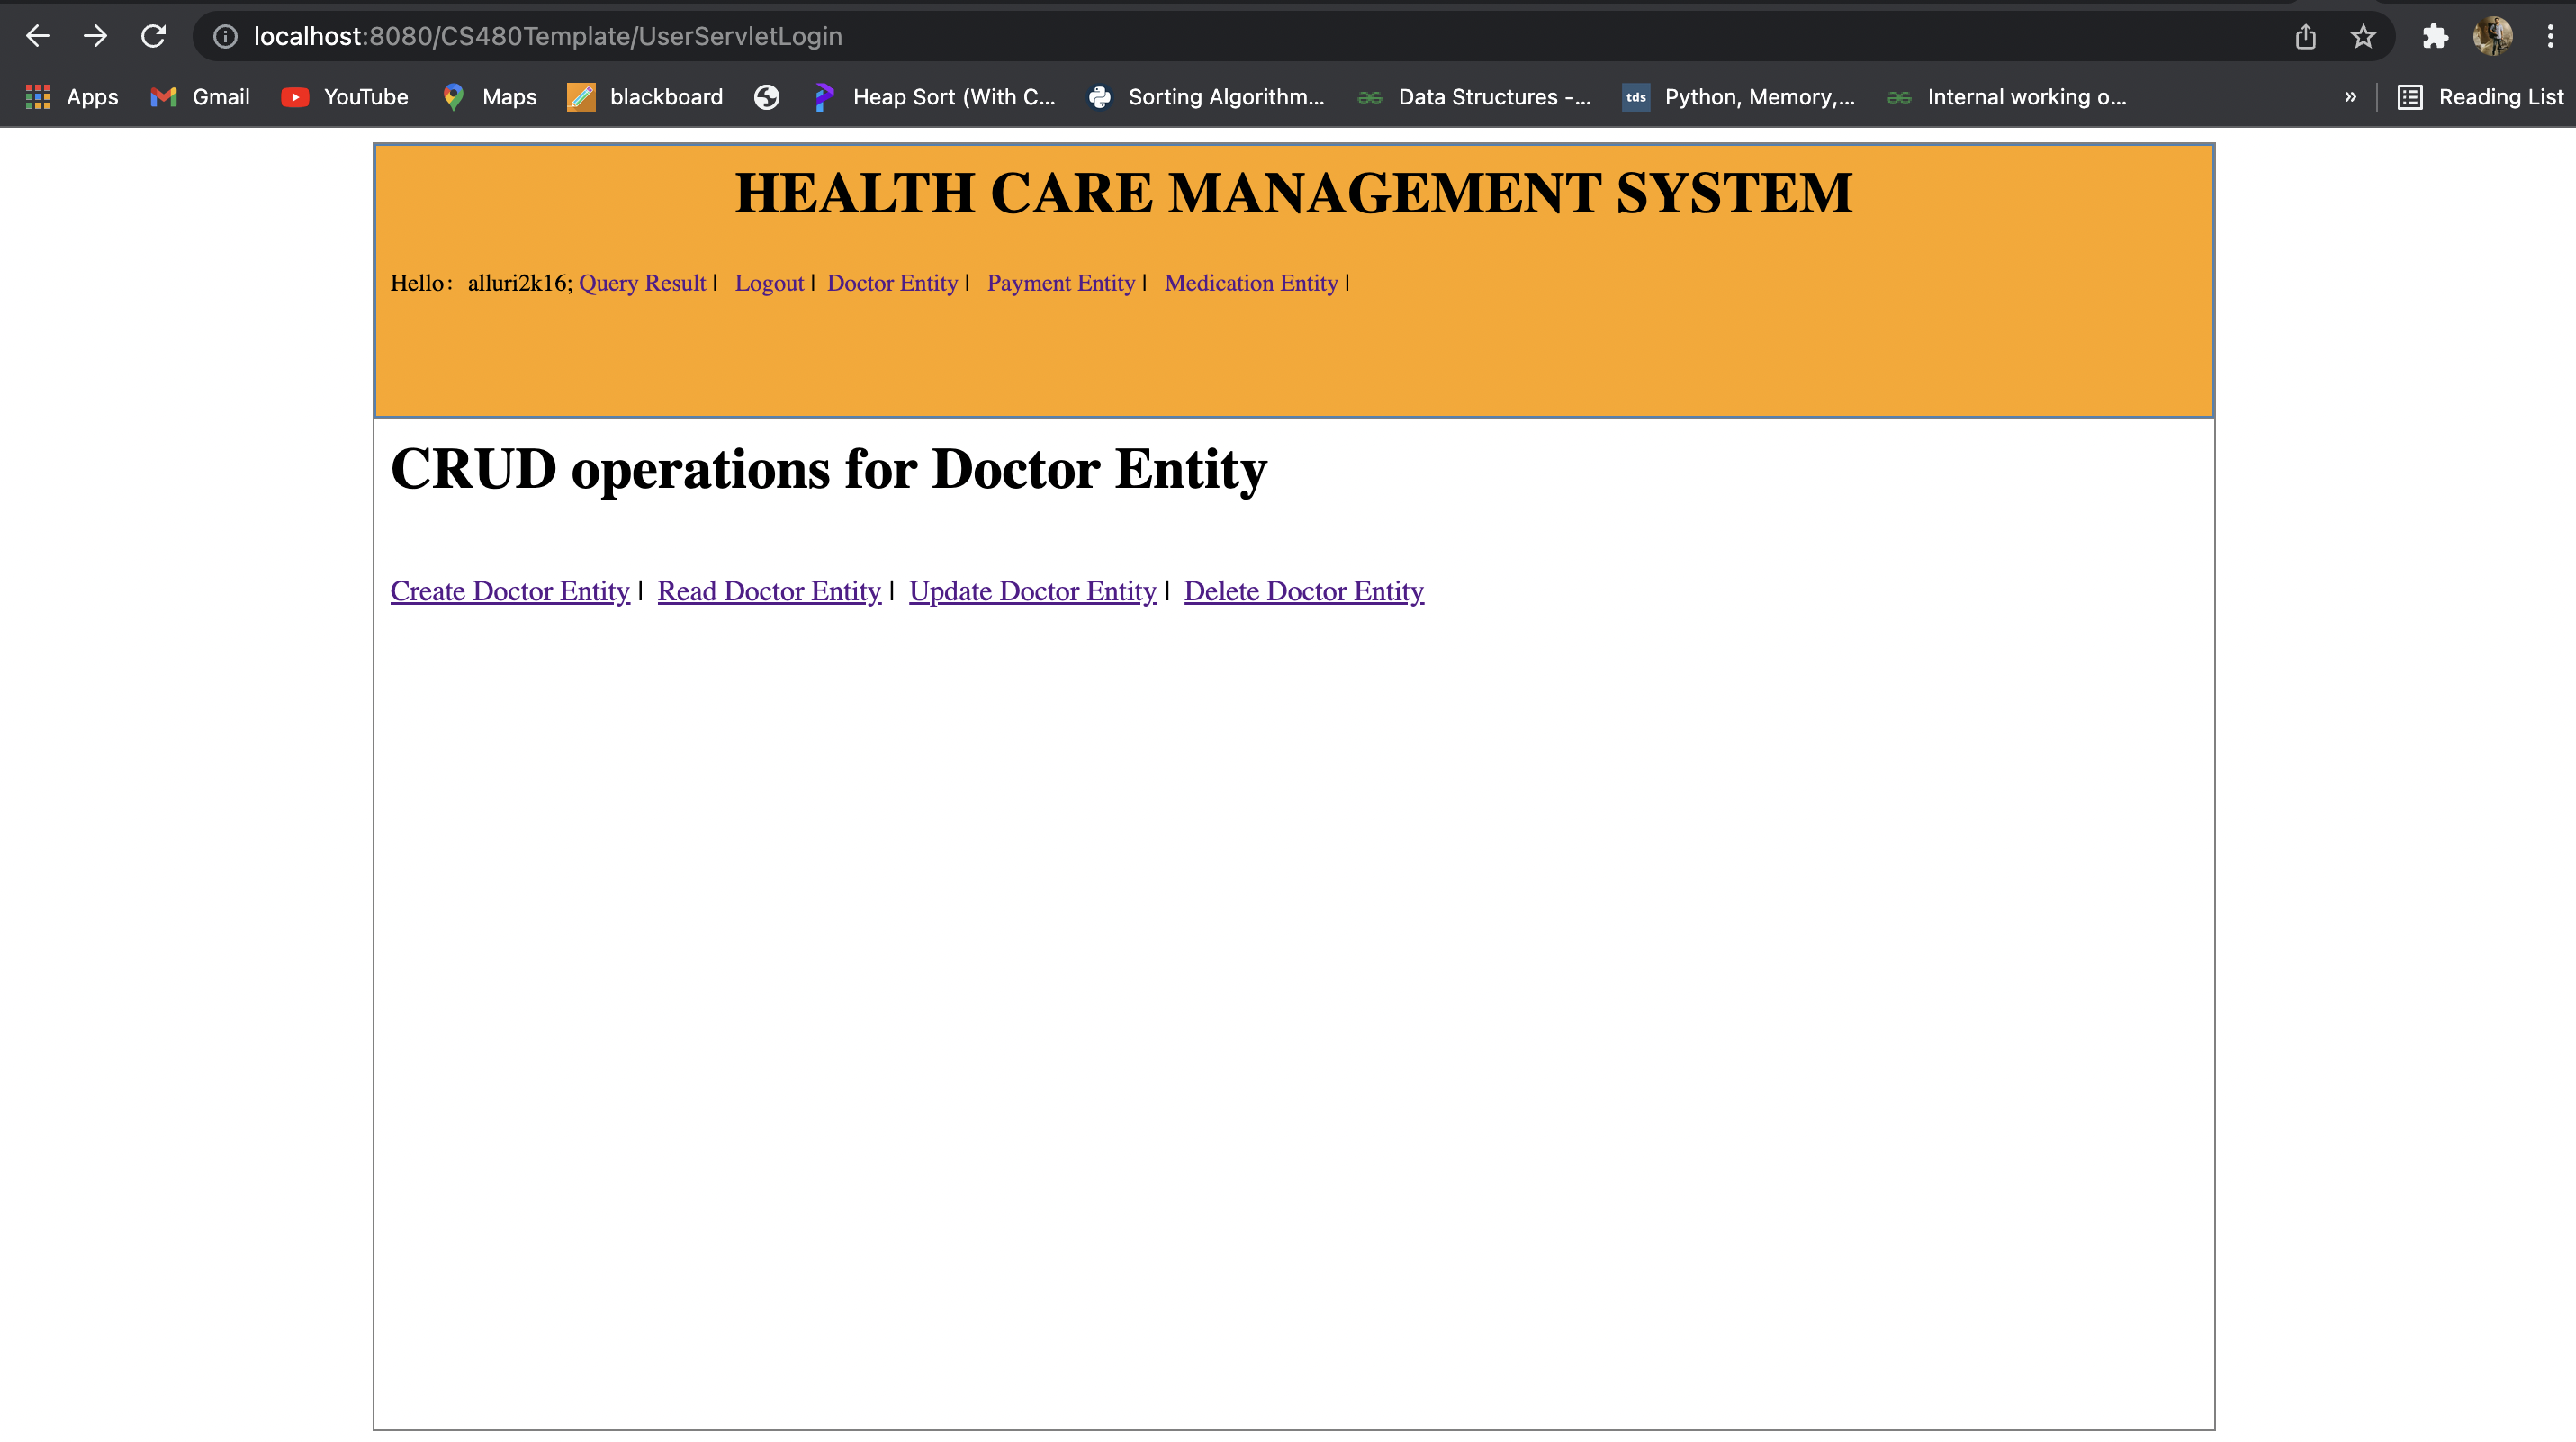 localhost:8080/CS480Template/UserServletLogin
Apps Gmail YouTube Maps blackboard Heap Sort (With C... Sorting Algorithm... Data Structures -... tds Python, Memory,... Internal working o... » Reading List
HEALTH CARE MANAGEMENT SYSTEM
Hello: alluri2k16; Query Result | Logout | Doctor Entity | Payment Entity | Medication Entity |
CRUD operations for Doctor Entity
Create Doctor Entity | Read Doctor Entity | Update Doctor Entity | Delete Doctor Entity